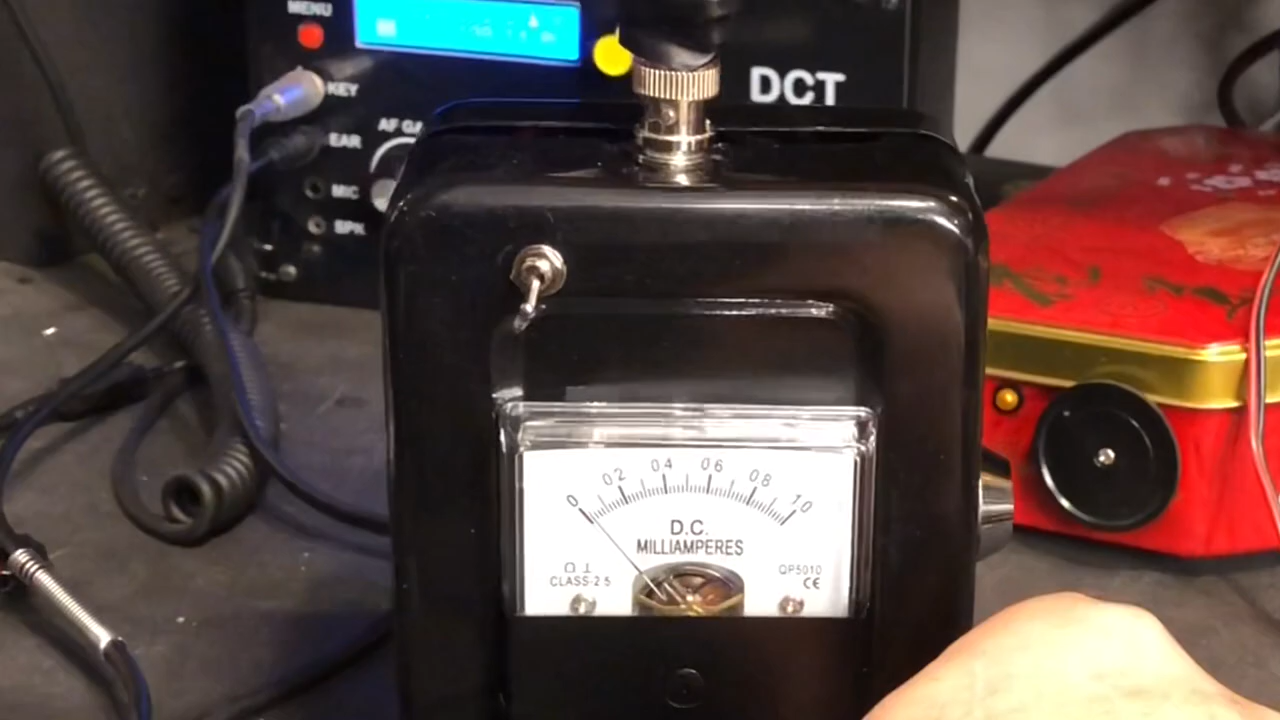 MENU
KEY
DCT
AF GA
EAR
MIC
SPK
0 0.2 0.4 0.6 0.8 1.0
D.C.
MILLIAMPERES
CLASS-2.5
QP5010
CE